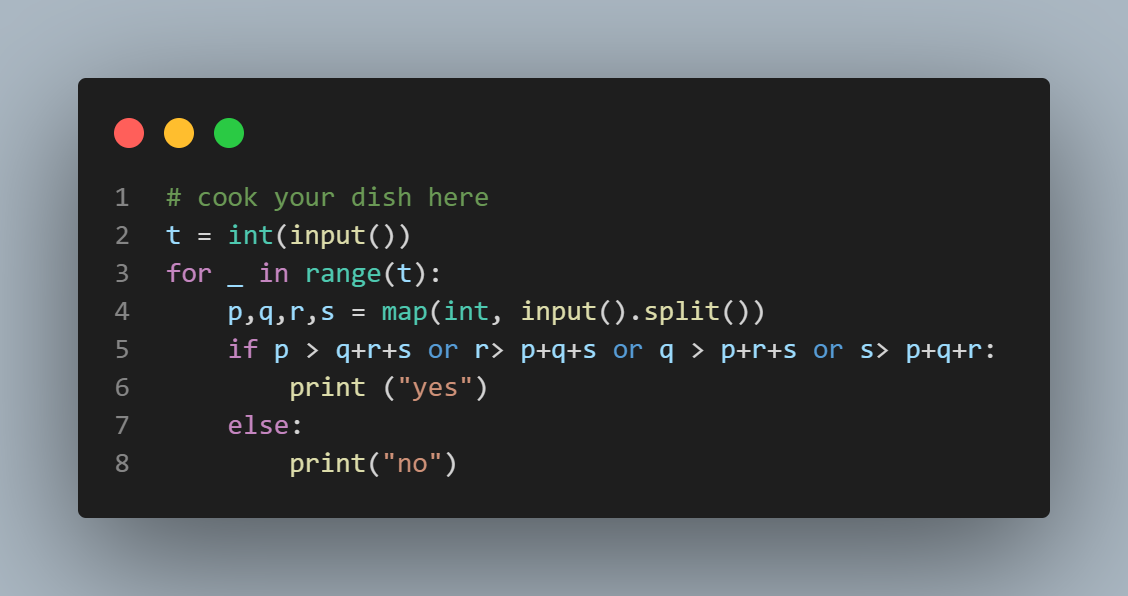 1 # cook your dish here
2 t = int(input())
3 for _ in range(t):
4     p,q,r,s = map(int, input().split())
5     if p > q+r+s or r> p+q+s or q > p+r+s or s> p+q+r:
6         print ("yes")
7     else:
8         print("no")